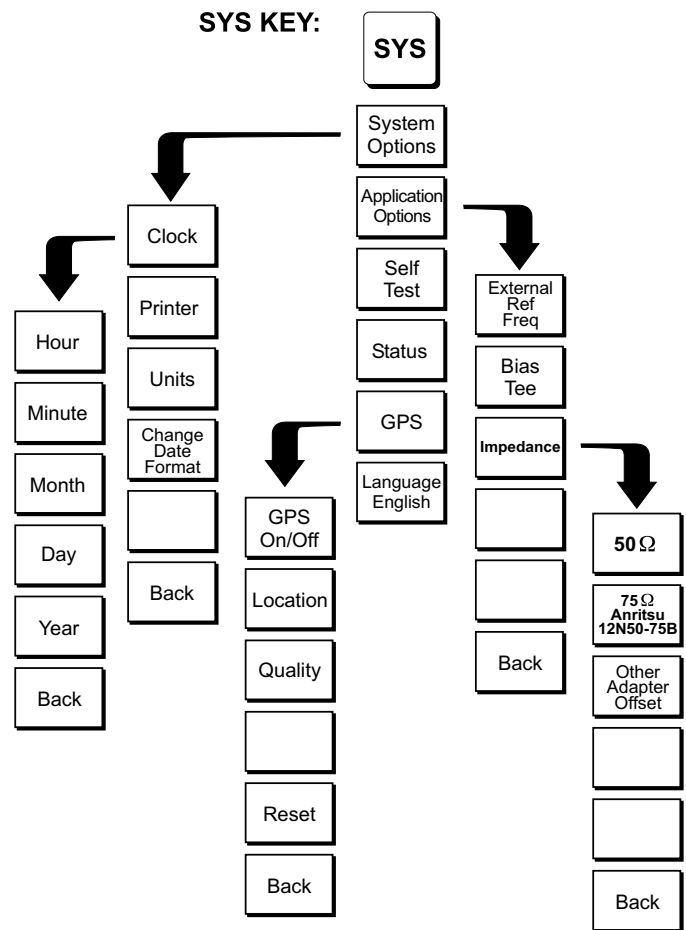 SYS KEY:
SYS
System
Options
Application
Options
Self
Test
Status
GPS
Language
English
Clock
Printer
Units
Change
Date
Format
Back
Hour
Minute
Month
Day
Year
Back
GPS
On/Off
Location
Quality
Reset
Back
External
Ref
Freq
Bias
Tee
Impedance
Back
50 Ω
75 Ω
Anritsu
12N50-75B
Other
Adapter
Offset
Back